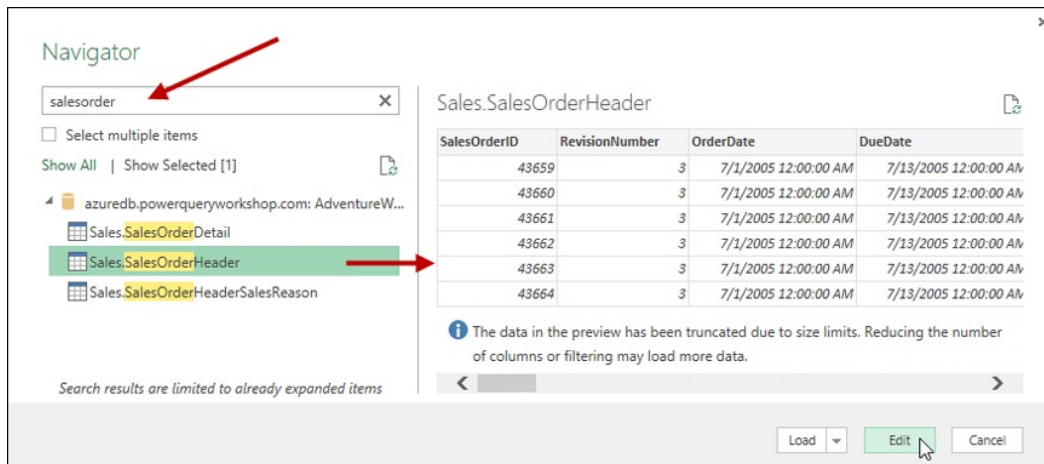 Navigator
salesorder
Select multiple items
Show All | Show Selected [1]
azuredb.powerqueryworkshop.com: AdventureW...
Sales.SalesOrderDetail
Sales.SalesOrderHeader
Sales.SalesOrderHeaderSalesReason
Search results are limited to already expanded items
Sales.SalesOrderHeader
SalesOrderID RevisionNumber OrderDate DueDate
43659 3 7/1/2005 12:00:00 AM 7/13/2005 12:00:00 AM
43660 3 7/1/2005 12:00:00 AM 7/13/2005 12:00:00 AM
43661 3 7/1/2005 12:00:00 AM 7/13/2005 12:00:00 AM
43662 3 7/1/2005 12:00:00 AM 7/13/2005 12:00:00 AM
43663 3 7/1/2005 12:00:00 AM 7/13/2005 12:00:00 AM
43664 3 7/1/2005 12:00:00 AM 7/13/2005 12:00:00 AM
The data in the preview has been truncated due to size limits. Reducing the number
of columns or filtering may load more data.
Load Edit Cancel